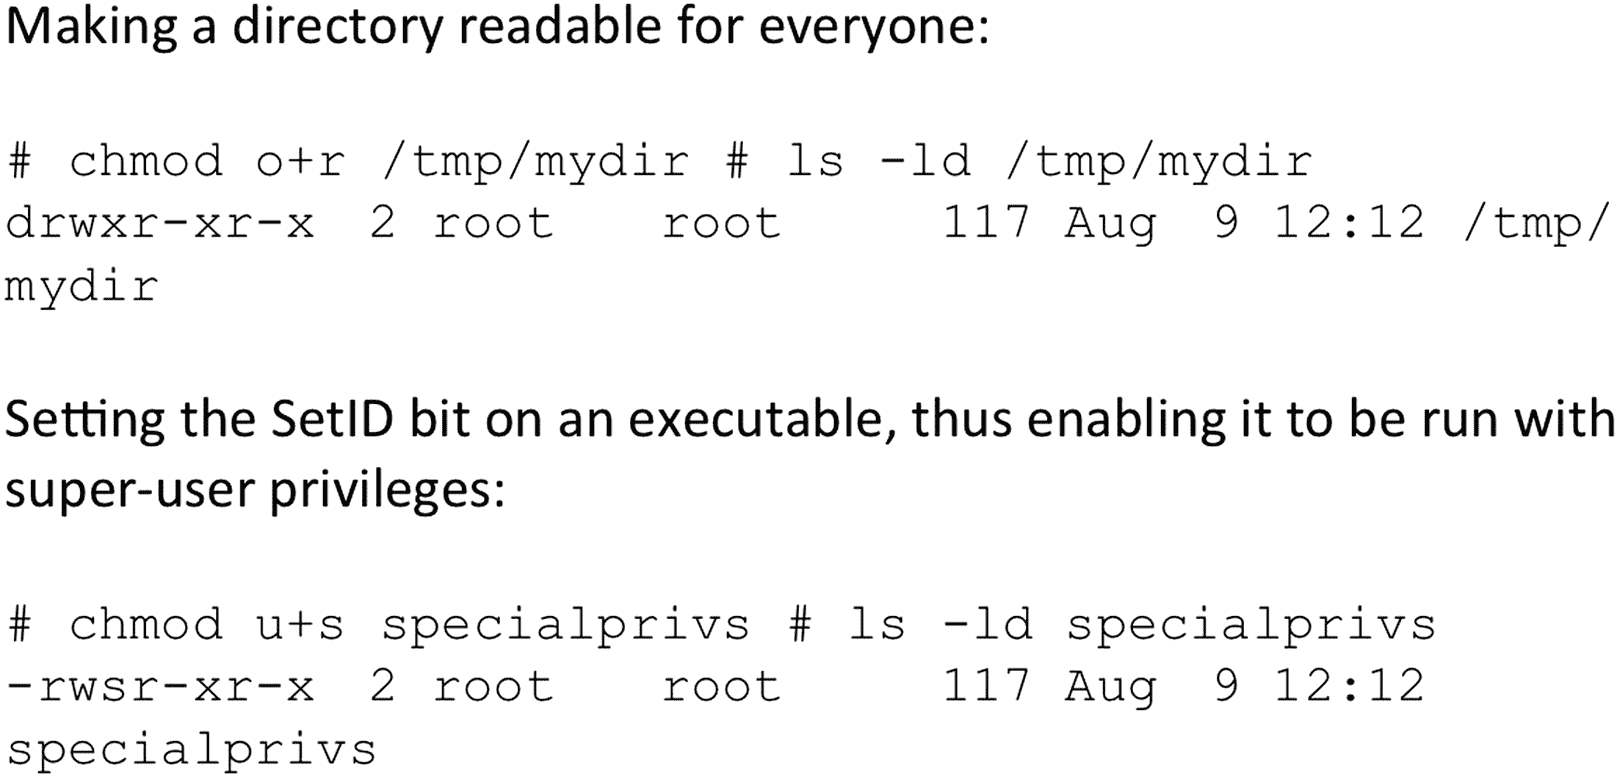 Making a directory readable for everyone:
# chmod o+r /tmp/mydir # ls -ld /tmp/mydir
drwxr-xr-x 2 root root 117 Aug 9 12:12 /tmp/
mydir
Setting the SetID bit on an executable, thus enabling it to be run with
super-user privileges:
# chmod u+s specialprivs # ls -ld specialprivs
-rwsr-xr-x 2 root root 117 Aug 9 12:12
specialprivs